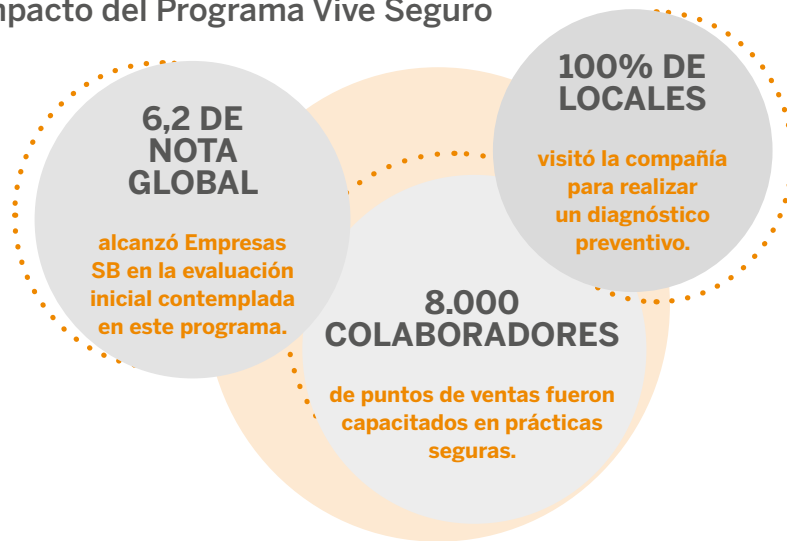 mpacto del Programa Vive Seguro
6,2 DE
NOTA
GLOBAL
alcanzó Empresas
SB en la evaluación
inicial contemplada
en este programa.
100% DE
LOCALES
visitó la compañía
para realizar
un diagnóstico
preventivo.
8.000
COLABORADORES
de puntos de ventas fueron
capacitados en prácticas
seguras.